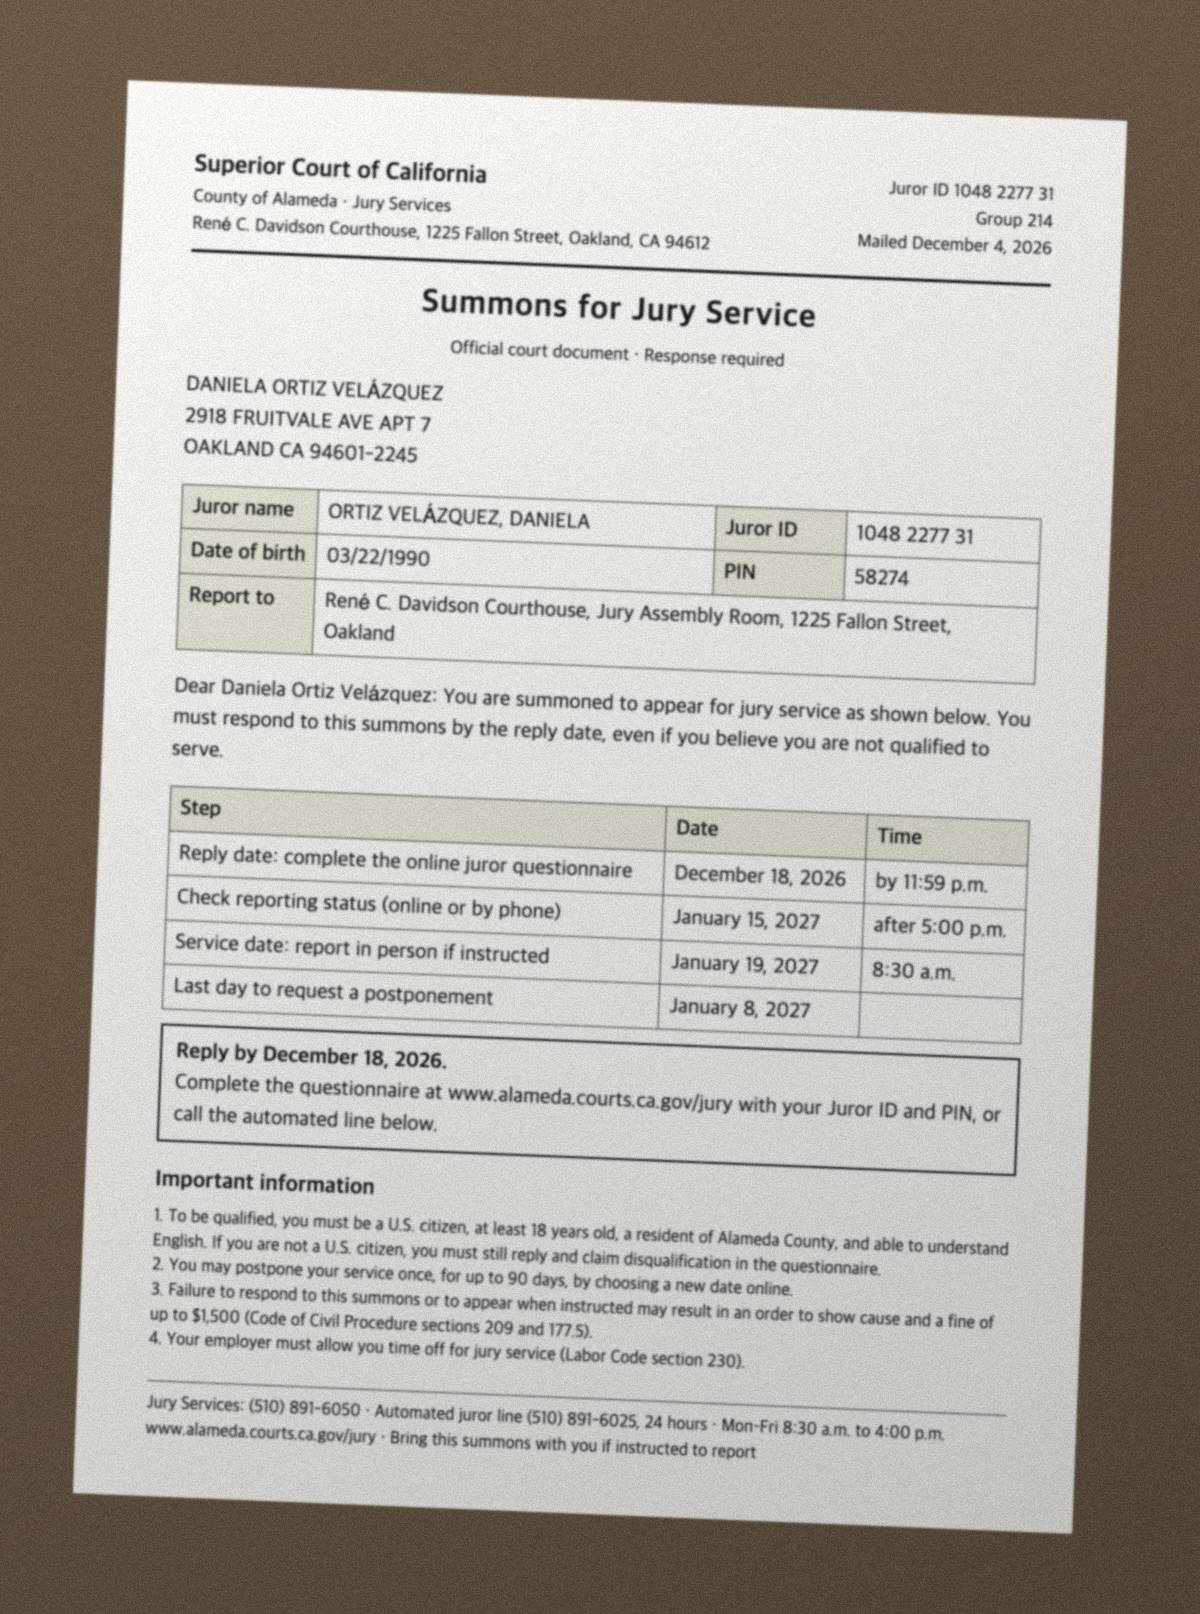 Superior Court of California
County of Alameda · Jury Services
René C. Davidson Courthouse, 1225 Fallon Street, Oakland, CA 94612
Juror ID 1048 2277 31
Group 214
Mailed December 4, 2026
Summons for Jury Service
Official court document · Response required
DANIELA ORTIZ VELÁZQUEZ
2918 FRUITVALE AVE APT 7
OAKLAND CA 94601-2245
Juror name ORTIZ VELÁZQUEZ, DANIELA Juror ID 1048 2277 31
Date of birth 03/22/1990 PIN 58274
Report to René C. Davidson Courthouse, Jury Assembly Room, 1225 Fallon Street,
Oakland
Dear Daniela Ortiz Velázquez: You are summoned to appear for jury service as shown below. You
must respond to this summons by the reply date, even if you believe you are not qualified to
serve.
Step Date Time
Reply date: complete the online juror questionnaire December 18, 2026 by 11:59 p.m.
Check reporting status (online or by phone) January 15, 2027 after 5:00 p.m.
Service date: report in person if instructed January 19, 2027 8:30 a.m.
Last day to request a postponement January 8, 2027
Reply by December 18, 2026.
Complete the questionnaire at www.alameda.courts.ca.gov/jury with your Juror ID and PIN, or
call the automated line below.
Important information
1. To be qualified, you must be a U.S. citizen, at least 18 years old, a resident of Alameda County, and able to understand
English. If you are not a U.S. citizen, you must still reply and claim disqualification in the questionnaire.
2. You may postpone your service once, for up to 90 days, by choosing a new date online.
3. Failure to respond to this summons or to appear when instructed may result in an order to show cause and a fine of
up to $1,500 (Code of Civil Procedure sections 209 and 177.5).
4. Your employer must allow you time off for jury service (Labor Code section 230).
Jury Services: (510) 891-6050 · Automated juror line (510) 891-6025, 24 hours · Mon-Fri 8:30 a.m. to 4:00 p.m.
www.alameda.courts.ca.gov/jury · Bring this summons with you if instructed to report